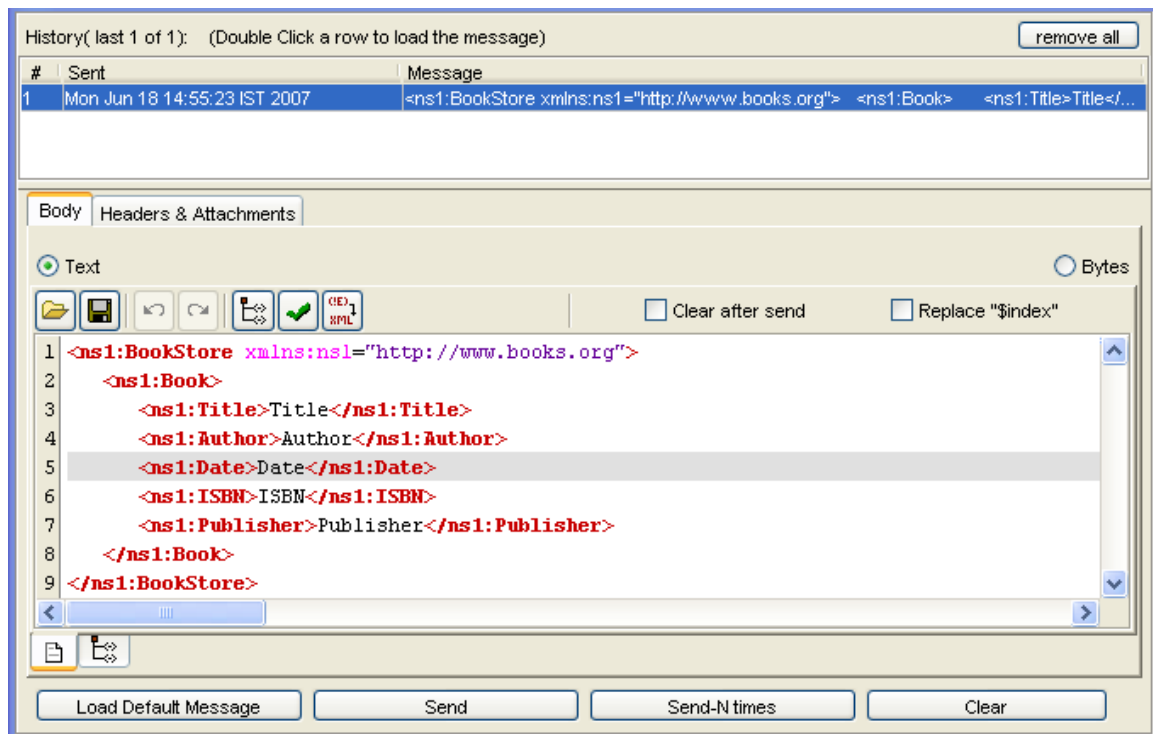 History( last 1 of 1): (Double Click a row to load the message) remove all
# Sent Message
1 Mon Jun 18 14:55:23 IST 2007 <ns1:BookStore xmlns:ns1="http://www.books.org"> <ns1:Book> <ns1:Title>Title</...
Body Headers & Attachments
Text Bytes
(!E) XML Clear after send Replace "$index"
1 <ns1:BookStore xmlns:ns1="http://www.books.org">
2 <ns1:Book>
3 <ns1:Title>Title</ns1:Title>
4 <ns1:Author>Author</ns1:Author>
5 <ns1:Date>Date</ns1:Date>
6 <ns1:ISBN>ISBN</ns1:ISBN>
7 <ns1:Publisher>Publisher</ns1:Publisher>
8 </ns1:Book>
9 </ns1:BookStore>
Load Default Message Send Send-N times Clear